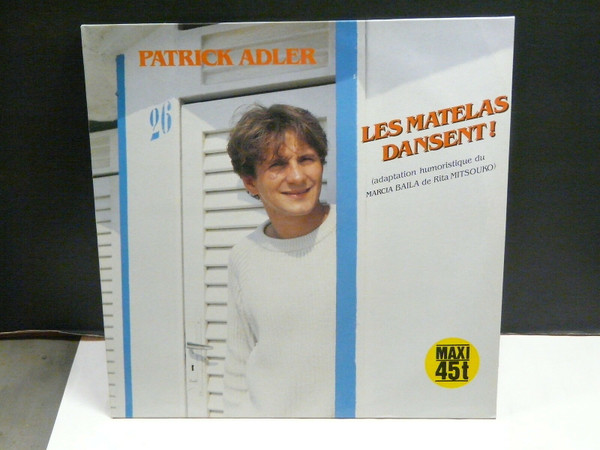 PATRICK ADLER
26
LES MATELAS
DANSENT!
(adaptation humoristique du
MARCIA BAILA de Rita MITSOUKO)
MAXI
45t